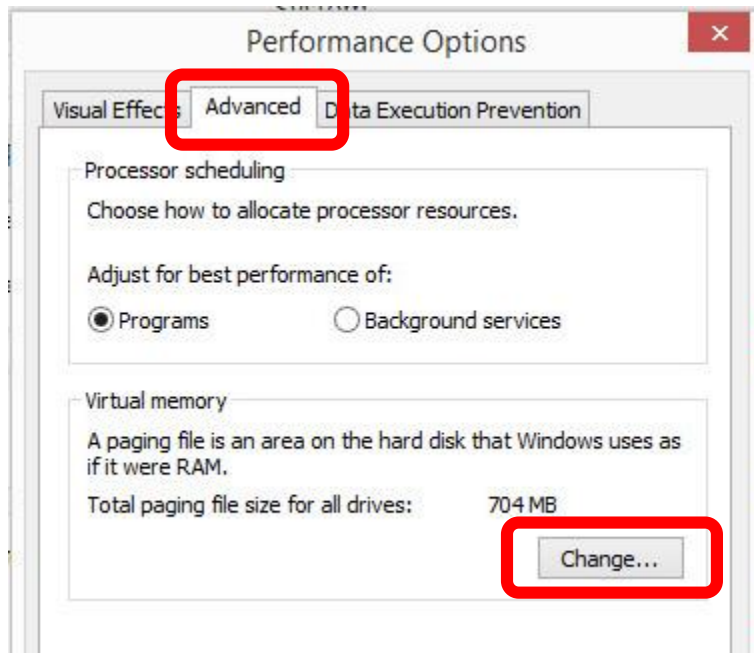 Performance Options
Visual Effects Advanced Data Execution Prevention
Processor scheduling
Choose how to allocate processor resources.
Adjust for best performance of:
Programs Background services
Virtual memory
A paging file is an area on the hard disk that Windows uses as
if it were RAM.
Total paging file size for all drives: 704 MB
Change...